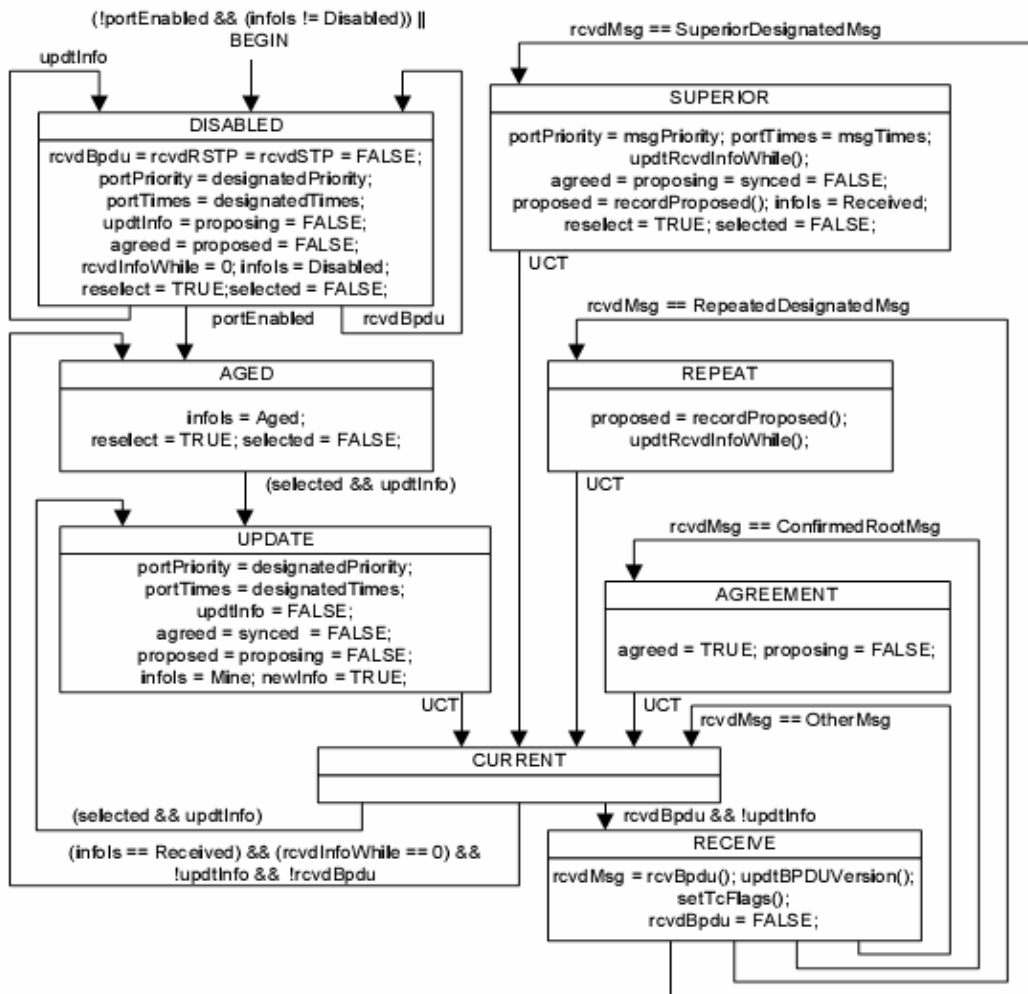 (!portEnabled && (infoIs != Disabled)) ||
BEGIN
updtInfo
DISABLED
rcvdBpdu = rcvdRSTP = rcvdSTP = FALSE;
portPriority = designatedPriority;
portTimes = designatedTimes;
updtInfo = proposing = FALSE;
agreed = proposed = FALSE;
rcvdInfoWhile = 0; infoIs = Disabled;
reselect = TRUE;selected = FALSE;
portEnabled
rcvdBpdu
AGED
infoIs = Aged;
reselect = TRUE; selected = FALSE;
(selected && updtInfo)
UPDATE
portPriority = designatedPriority;
portTimes = designatedTimes;
updtInfo = FALSE;
agreed = synced = FALSE;
proposed = proposing = FALSE;
infoIs = Mine; newInfo = TRUE;
UCT
rcvdMsg == SuperiorDesignatedMsg
SUPERIOR
portPriority = msgPriority; portTimes = msgTimes;
updtRcvdInfoWhile();
agreed = proposing = synced = FALSE;
proposed = recordProposed(); infoIs = Received;
reselect = TRUE; selected = FALSE;
UCT
rcvdMsg == RepeatedDesignatedMsg
REPEAT
proposed = recordProposed();
updtRcvdInfoWhile();
UCT
rcvdMsg == ConfirmedRootMsg
AGREEMENT
agreed = TRUE; proposing = FALSE;
UCT
rcvdMsg == OtherMsg
CURRENT
(selected && updtInfo)
(infoIs == Received) && (rcvdInfoWhile == 0) &&
!updtInfo && !rcvdBpdu
rcvdBpdu && !updtInfo
RECEIVE
rcvdMsg = rcvBpdu(); updtBPDUVersion();
setTcFlags();
rcvdBpdu = FALSE;